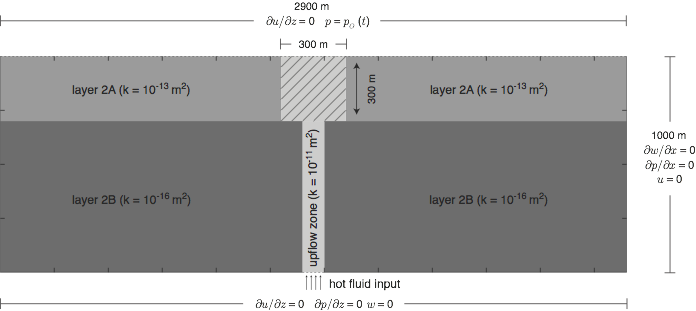 2900 m
∂u/∂z = 0 p = p₀ (t)
300 m
layer 2A (k = 10⁻¹³ m²)
300 m
layer 2A (k = 10⁻¹³ m²)
1000 m
∂w/∂x = 0
∂p/∂x = 0
u = 0
layer 2B (k = 10⁻¹⁶ m²)
upflow zone (k = 10⁻¹¹ m²)
layer 2B (k = 10⁻¹⁶ m²)
hot fluid input
∂u/∂z = 0 ∂p/∂z = 0 w = 0